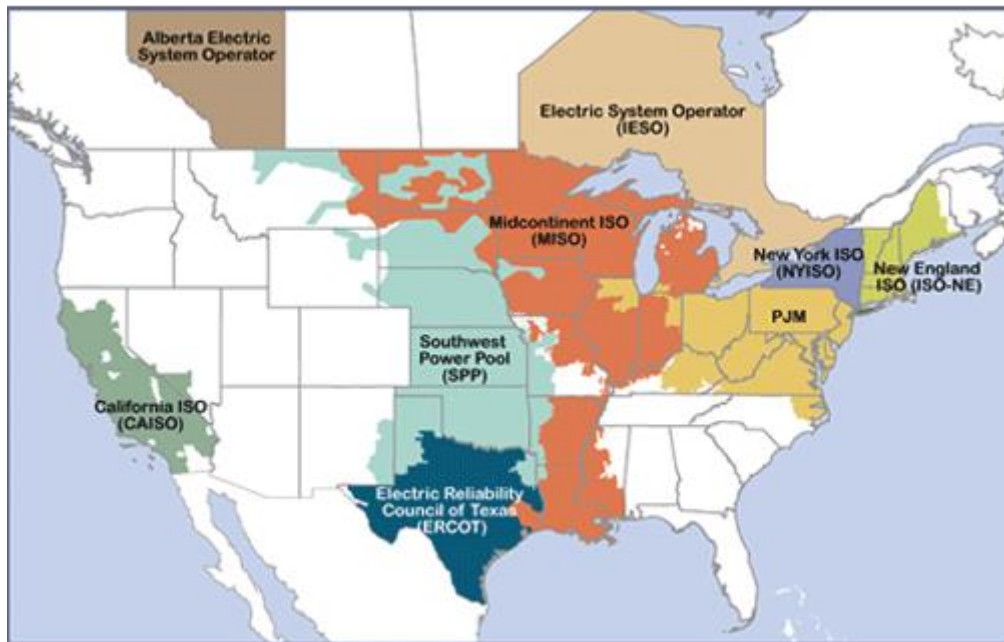 Alberta Electric
System Operator
Electric System Operator
(IESO)
Midcontinent ISO
(MISO)
New York ISO
(NYISO)
New England
ISO (ISO-NE)
PJM
Southwest
Power Pool
(SPP)
California ISO
(CAISO)
Electric Reliability
Council of Texas
(ERCOT)